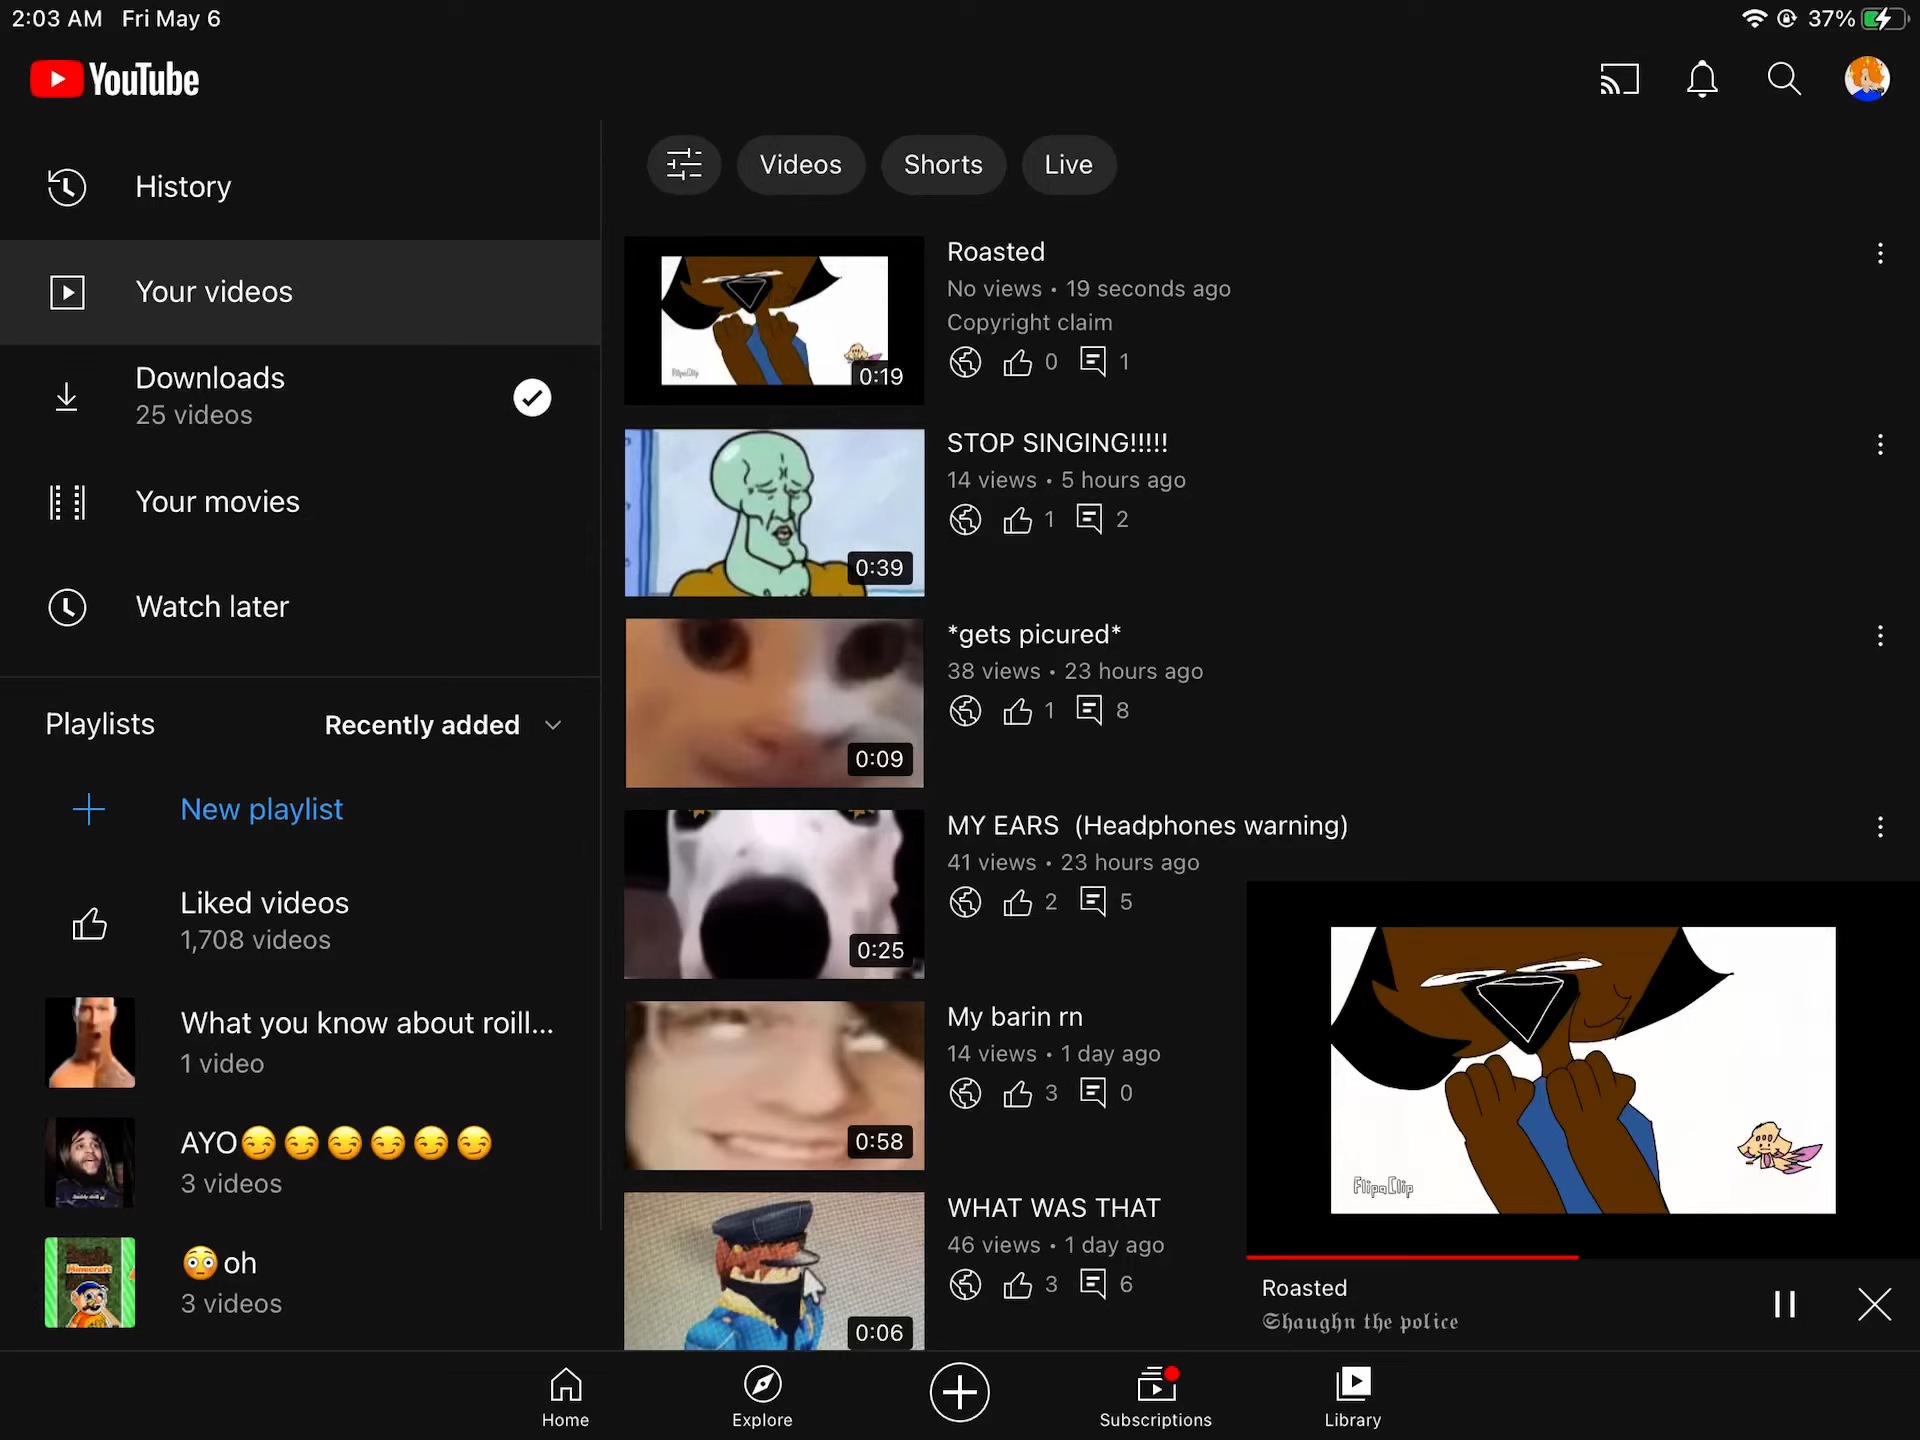 2:03 AM Fri May 6
37%
YouTube
History
Your videos
Downloads
25 videos
Your movies
Watch later
Playlists
Recently added
New playlist
Liked videos
1,708 videos
What you know about roill...
1 video
AYO😏😏😏😏😏😏
3 videos
😳oh
3 videos
Videos
Shorts
Live
FlipaClip
0:19
Roasted
No views • 19 seconds ago
Copyright claim
0 1
0:39
STOP SINGING!!!!!
14 views • 5 hours ago
1 2
0:09
*gets picured*
38 views • 23 hours ago
1 8
0:25
MY EARS (Headphones warning)
41 views • 23 hours ago
2 5
0:58
My barin rn
14 views • 1 day ago
3 0
0:06
WHAT WAS THAT
46 views • 1 day ago
3 6
FlipaClip
Roasted
𝔖𝔥𝔞𝔲𝔤𝔥𝔫 𝔱𝔥𝔢 𝔭𝔬𝔩𝔦𝔠𝔢
Home
Explore
Subscriptions
Library